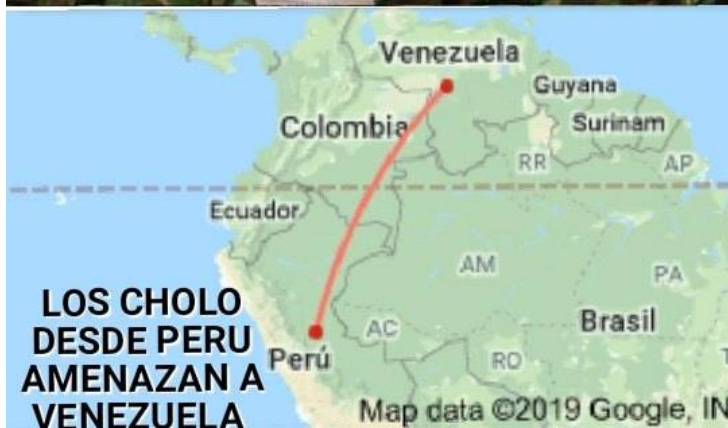 Venezuela
Guyana
Colombia
Surinam
RR
AP
Ecuador
AM
PA
LOS CHOLO
DESDE PERU
AMENAZAN A
VENEZUELA
Perú
AC
Brasil
RO
Map data ©2019 Google, IN